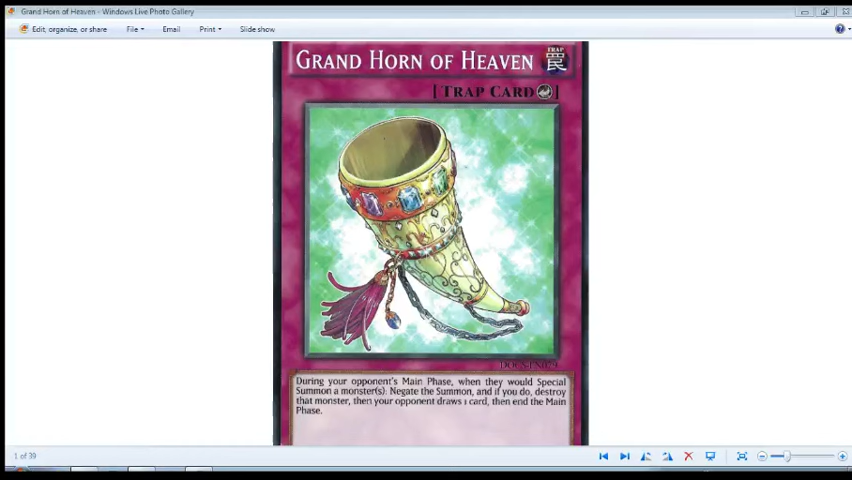 Grand Horn of Heaven - Windows Live Photo Gallery
Edit, organize, or share File Email Print Slide show
GRAND HORN OF HEAVEN
TRAP
罠
[TRAP CARD]
During your opponent's Main Phase, when they would Special
Summon a monster(s): Negate the Summon, and if you do, destroy
that monster, then your opponent draws 1 card, then end the Main
Phase.
1 of 39